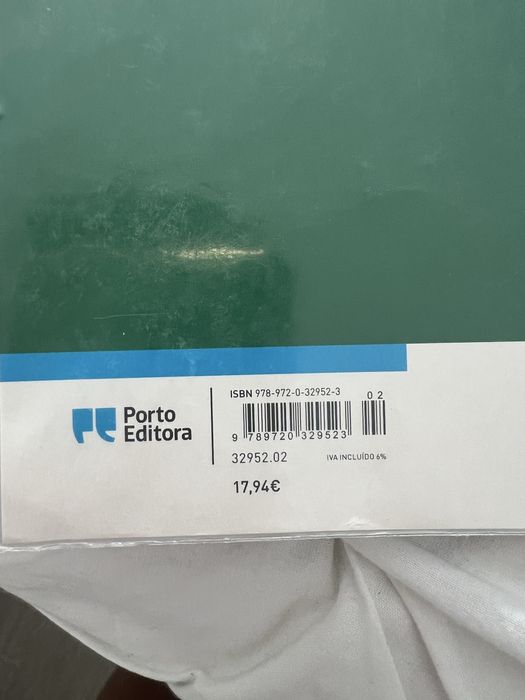 Porto
Editora
ISBN 978-972-0-32952-3
02
9 789720 329523
32952.02
IVA INCLUÍDO 6%
17,94€